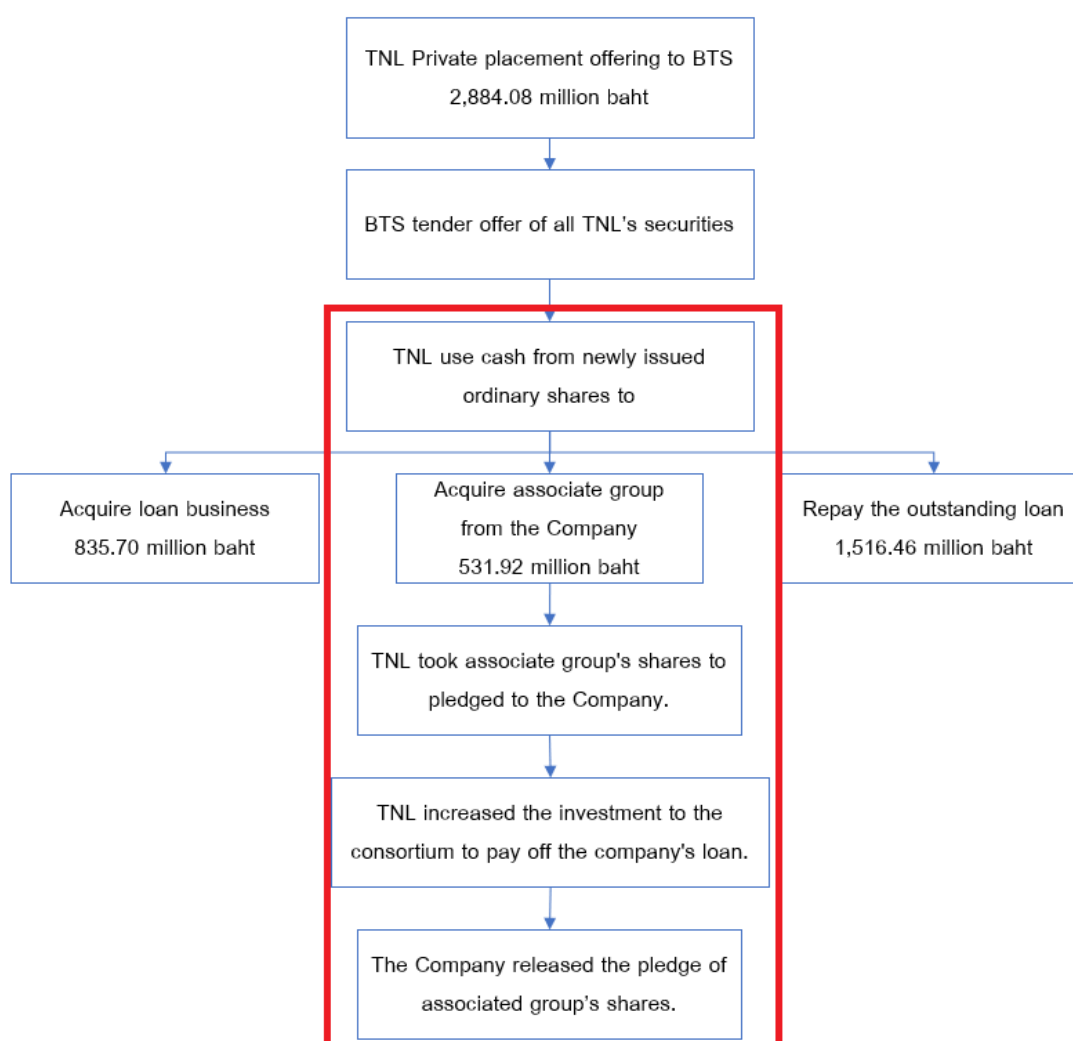 TNL Private placement offering to BTS
2,884.08 million baht
BTS tender offer of all TNL's securities
TNL use cash from newly issued
ordinary shares to
Acquire loan business
835.70 million baht
Acquire associate group
from the Company
531.92 million baht
Repay the outstanding loan
1,516.46 million baht
TNL took associate group's shares to
pledged to the Company.
TNL increased the investment to the
consortium to pay off the company's loan.
The Company released the pledge of
associated group's shares.